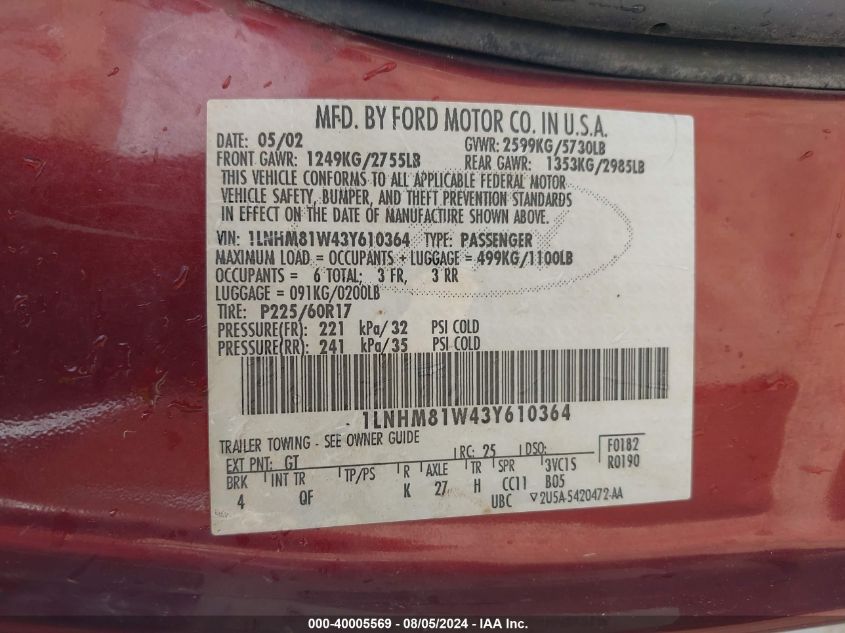 MFD. BY FORD MOTOR CO. IN U.S.A.
DATE: 05/02 GVWR: 2599KG/5730LB
FRONT GAWR: 1249KG/2755LB REAR GAWR: 1353KG/2985LB
THIS VEHICLE CONFORMS TO ALL APPLICABLE FEDERAL MOTOR
VEHICLE SAFETY, BUMPER, AND THEFT PREVENTION STANDARDS
IN EFFECT ON THE DATE OF MANUFACTURE SHOWN ABOVE.
VIN: 1LNHM81W43Y610364 TYPE: PASSENGER
MAXIMUM LOAD = OCCUPANTS + LUGGAGE = 499KG/1100LB
OCCUPANTS = 6 TOTAL; 3 FR, 3 RR
LUGGAGE = 091KG/0200LB
TIRE: P225/60R17
PRESSURE(FR): 221 kPa/32 PSI COLD
PRESSURE(RR): 241 kPa/35 PSI COLD
1LNHM81W43Y610364
TRAILER TOWING - SEE OWNER GUIDE
EXT PNT: GT RC: 25 DSO: F0182
BRK INT TR TP/PS R AXLE TR SPR 3VC1S R0190
4 QF K 27 H CC11 B05
UBC ▽2U5A-5420472-AA
000-40005569 - 08/05/2024 - IAA Inc.